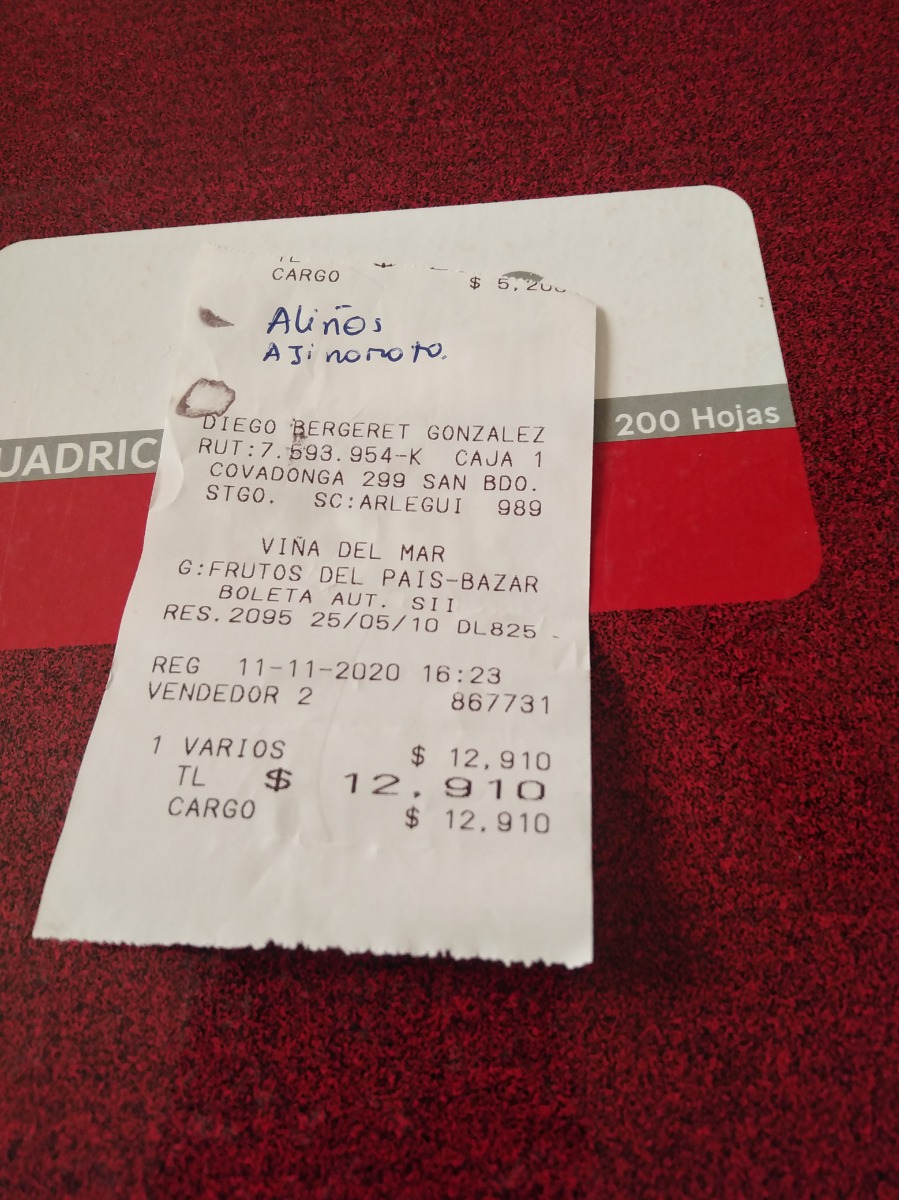 CARGO $ 5,200
Aliños
AJinomoto.
DIEGO BERGERET GONZALEZ
RUT:7.593.954-K CAJA 1
COVADONGA 299 SAN BDO.
STGO. SC:ARLEGUI 989
VIÑA DEL MAR
G:FRUTOS DEL PAIS-BAZAR
BOLETA AUT. SII
RES.2095 25/05/10 DL825
REG 11-11-2020 16:23
VENDEDOR 2 867731
1 VARIOS $ 12,910
TL $ 12.910
CARGO $ 12,910
UADRIC
200 Hojas